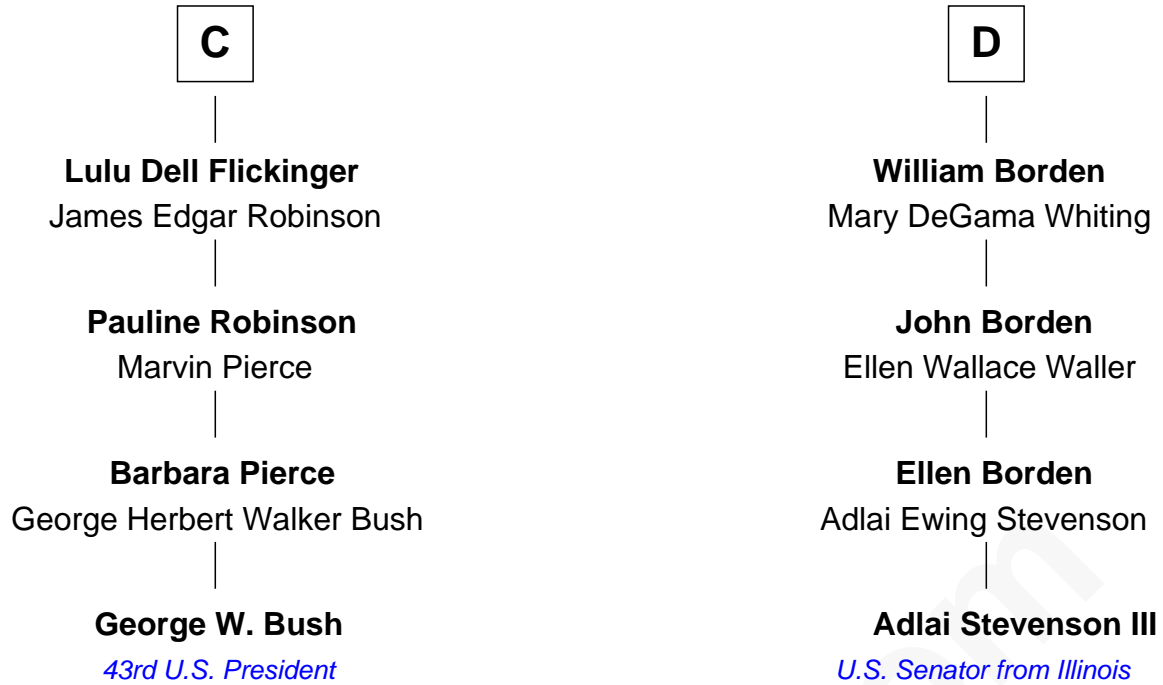 C
Lulu Dell Flickinger
James Edgar Robinson
Pauline Robinson
Marvin Pierce
Barbara Pierce
George Herbert Walker Bush
George W. Bush
43rd U.S. President
D
William Borden
Mary DeGama Whiting
John Borden
Ellen Wallace Waller
Ellen Borden
Adlai Ewing Stevenson
Adlai Stevenson III
U.S. Senator from Illinois
om